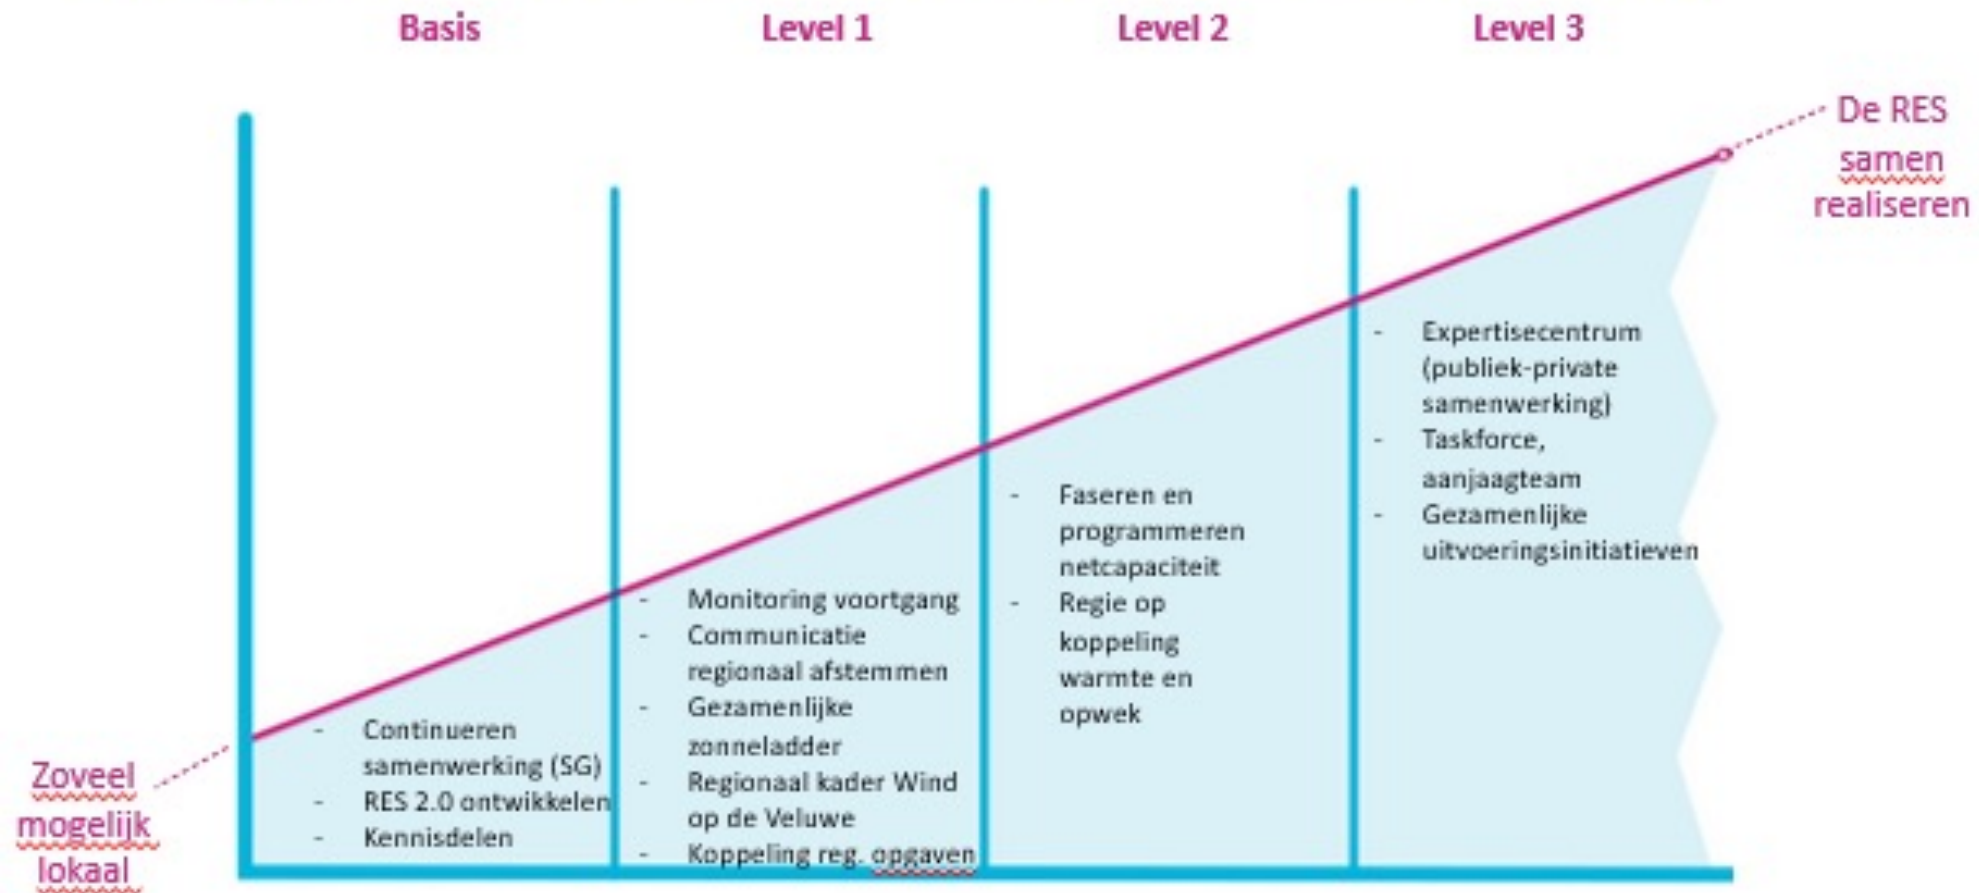 Basis
Level 1
Level 2
Level 3
De RES
samen
realiseren
Zoveel
mogelijk
lokaal
- Continueren
samenwerking (SG)
- RES 2.0 ontwikkelen
- Kennisdelen
- Monitoring voortgang
- Communicatie
regionaal afstemmen
- Gezamenlijke
zonneladder
- Regionaal kader Wind
op de Veluwe
- Koppeling reg. opgaven
- Faseren en
programmeren
netcapaciteit
- Regie op
koppeling
warmte en
opwek
- Expertisecentrum
(publiek-private
samenwerking)
- Taskforce,
aanjaagteam
- Gezamenlijke
uitvoeringsinitiatieven